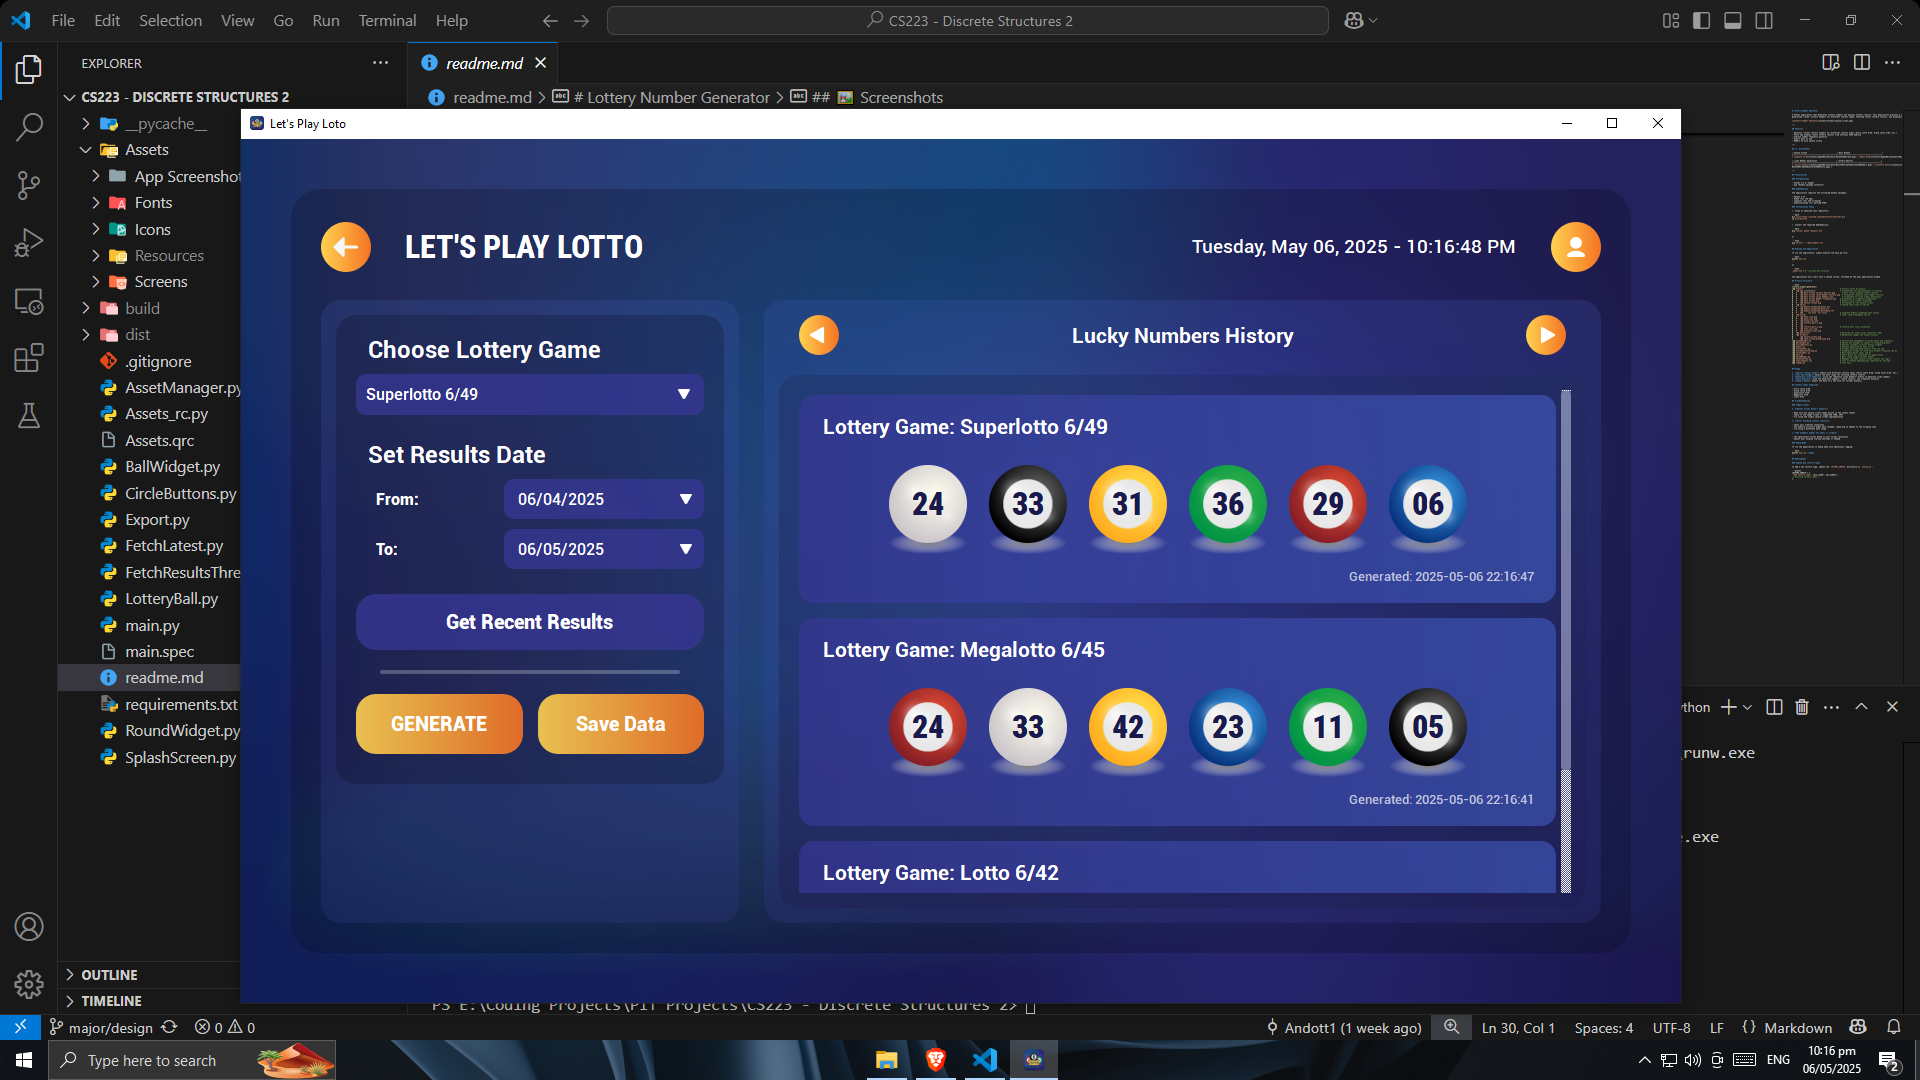 File Edit Selection View Go Run Terminal Help
CS223 - Discrete Structures 2
EXPLORER
readme.md
CS223 - DISCRETE STRUCTURES 2
readme.md > # Lottery Number Generator > ## Screenshots
__pycache__
Assets
App Screenshot
Fonts
Icons
Resources
Screens
build
dist
.gitignore
AssetManager.py
Assets_rc.py
Assets.qrc
BallWidget.py
CircleButtons.py
Export.py
FetchLatest.py
FetchResultsThre
LotteryBall.py
main.py
main.spec
readme.md
requirements.txt
RoundWidget.py
SplashScreen.py
OUTLINE
TIMELINE
Let's Play Loto
LET'S PLAY LOTTO
Tuesday, May 06, 2025 - 10:16:48 PM
Choose Lottery Game
Superlotto 6/49
Set Results Date
From:
06/04/2025
To:
06/05/2025
Get Recent Results
GENERATE
Save Data
Lucky Numbers History
Lottery Game: Superlotto 6/49
24 33 31 36 29 06
Generated: 2025-05-06 22:16:47
Lottery Game: Megalotto 6/45
24 33 42 23 11 05
Generated: 2025-05-06 22:16:41
Lottery Game: Lotto 6/42
thon
runw.exe
.exe
PS E:\Coding Projects\PIT Projects\CS223 - Discrete Structures 2>
major/design
0 0
Andott1 (1 week ago)
Ln 30, Col 1
Spaces: 4
UTF-8
LF
{} Markdown
Type here to search
ENG
10:16 pm
06/05/2025
2